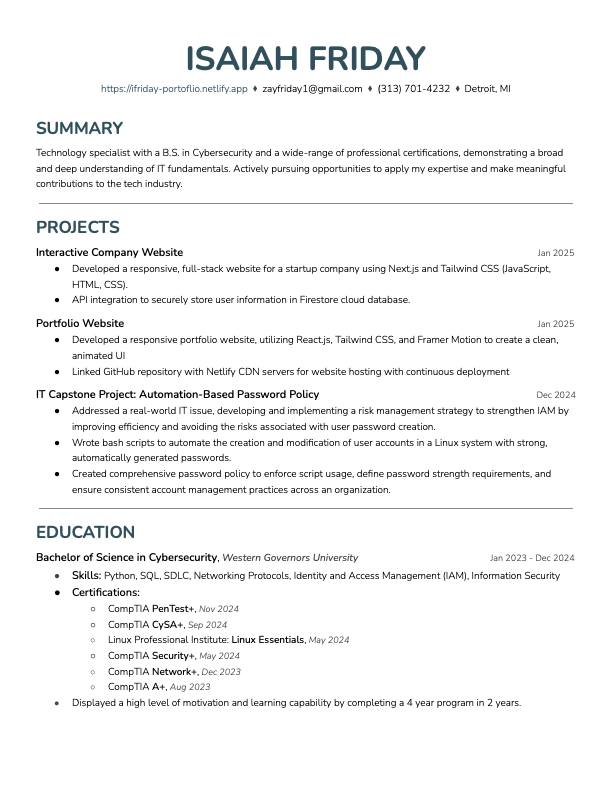 ISAIAH FRIDAY
https://ifriday-portoflio.netlify.app ♦ zayfriday1@gmail.com ♦ (313) 701-4232 ♦ Detroit, MI
SUMMARY
Technology specialist with a B.S. in Cybersecurity and a wide-range of professional certifications, demonstrating a broad
and deep understanding of IT fundamentals. Actively pursuing opportunities to apply my expertise and make meaningful
contributions to the tech industry.
PROJECTS
Interactive Company Website Jan 2025
● Developed a responsive, full-stack website for a startup company using Next.js and Tailwind CSS (JavaScript,
HTML, CSS).
● API integration to securely store user information in Firestore cloud database.
Portfolio Website Jan 2025
● Developed a responsive portfolio website, utilizing React.js, Tailwind CSS, and Framer Motion to create a clean,
animated UI
● Linked GitHub repository with Netlify CDN servers for website hosting with continuous deployment
IT Capstone Project: Automation-Based Password Policy Dec 2024
● Addressed a real-world IT issue, developing and implementing a risk management strategy to strengthen IAM by
improving efficiency and avoiding the risks associated with user password creation.
● Wrote bash scripts to automate the creation and modification of user accounts in a Linux system with strong,
automatically generated passwords.
● Created comprehensive password policy to enforce script usage, define password strength requirements, and
ensure consistent account management practices across an organization.
EDUCATION
Bachelor of Science in Cybersecurity, Western Governors University Jan 2023 - Dec 2024
● Skills: Python, SQL, SDLC, Networking Protocols, Identity and Access Management (IAM), Information Security
● Certifications:
○ CompTIA PenTest+, Nov 2024
○ CompTIA CySA+, Sep 2024
○ Linux Professional Institute: Linux Essentials, May 2024
○ CompTIA Security+, May 2024
○ CompTIA Network+, Dec 2023
○ CompTIA A+, Aug 2023
● Displayed a high level of motivation and learning capability by completing a 4 year program in 2 years.